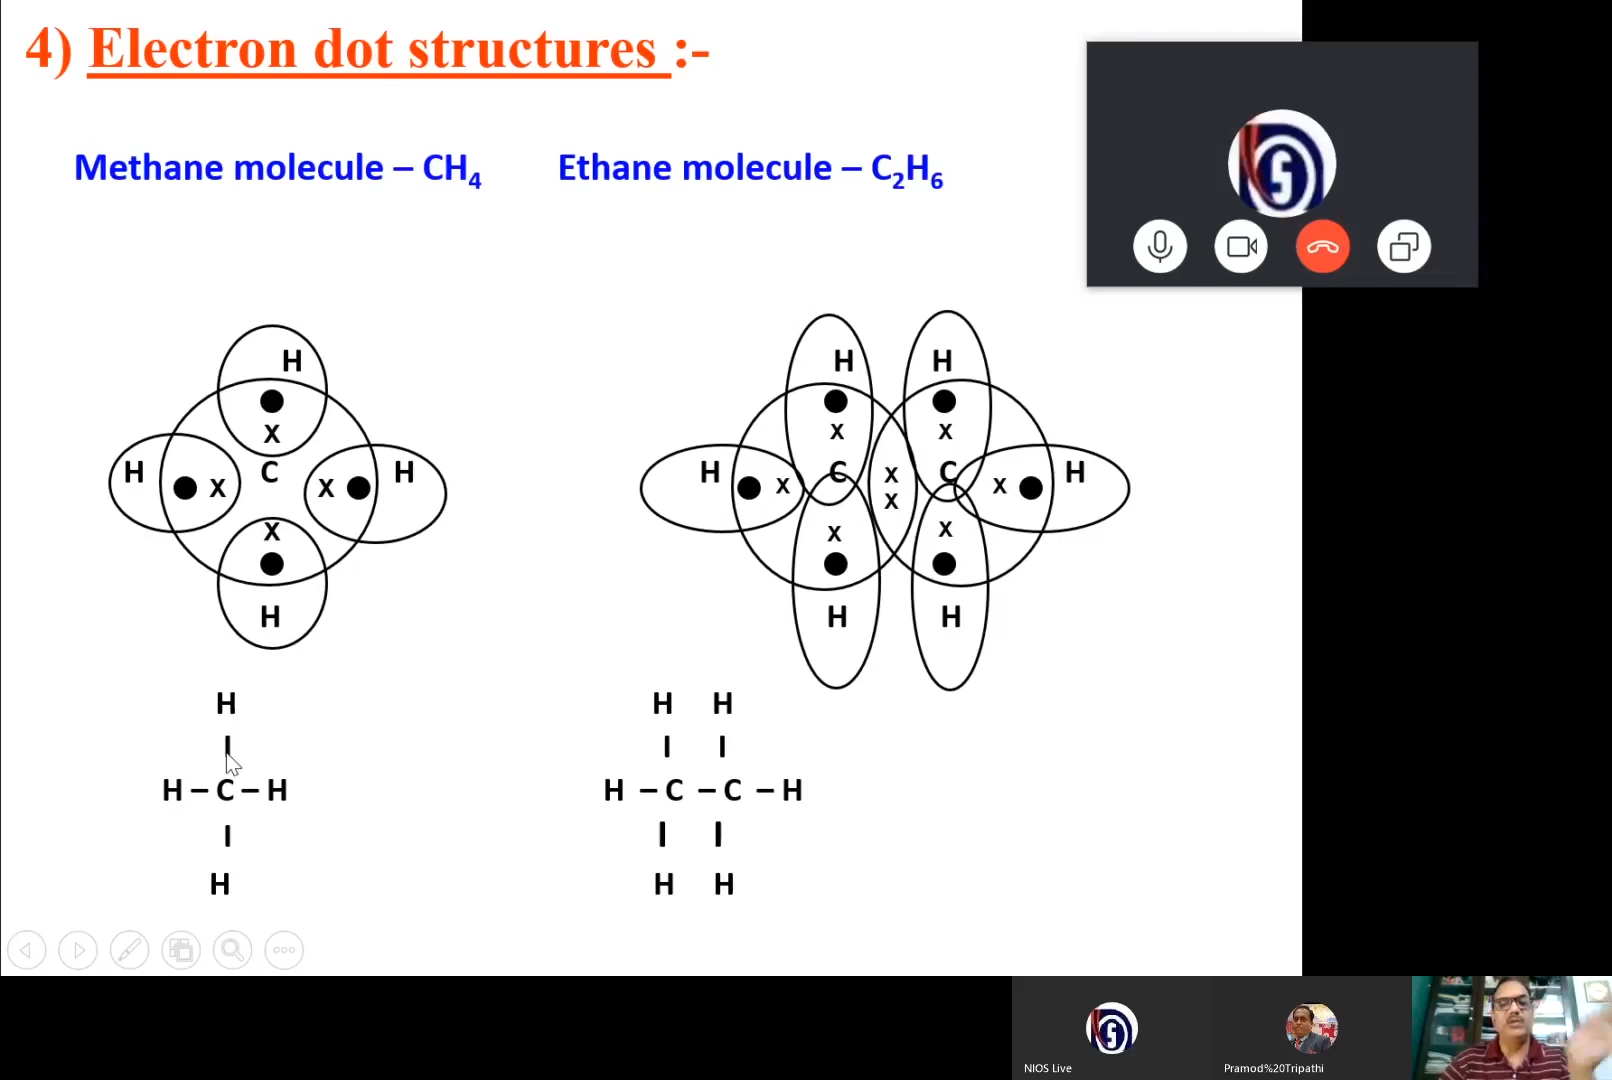 4) Electron dot structures :-
Methane molecule – CH₄
Ethane molecule – C₂H₆
H
X
H X C X H
X
H
H H
X X
H X C X C X H
X
X X
H H
H
I
H – C – H
I
H
H H
I I
H – C – C – H
I I
H H
NIOS Live
Pramod%20Tripathi